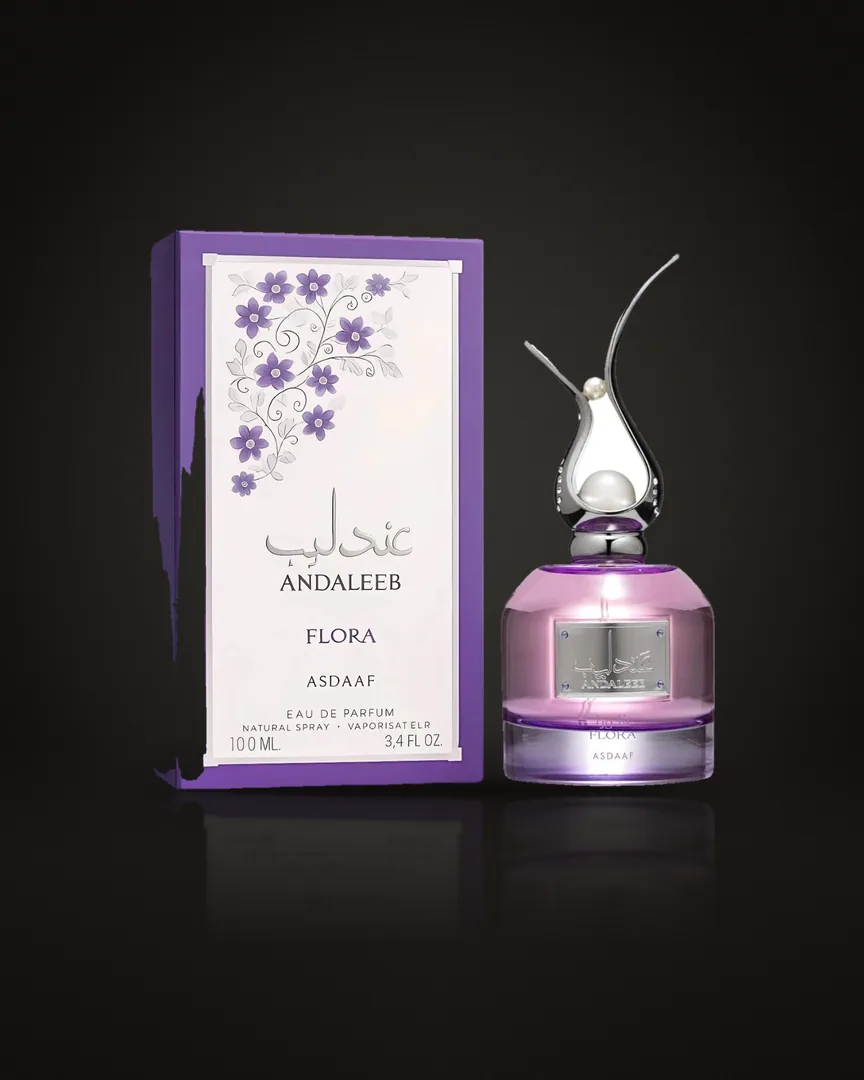 عندليب
ANDALEEB
FLORA
ASDAAF
EAU DE PARFUM
NATURAL SPRAY • VAPORISATELR
100 ML. 3,4 FL OZ.
عندليب
ANDALEEB
FLORA
ASDAAF